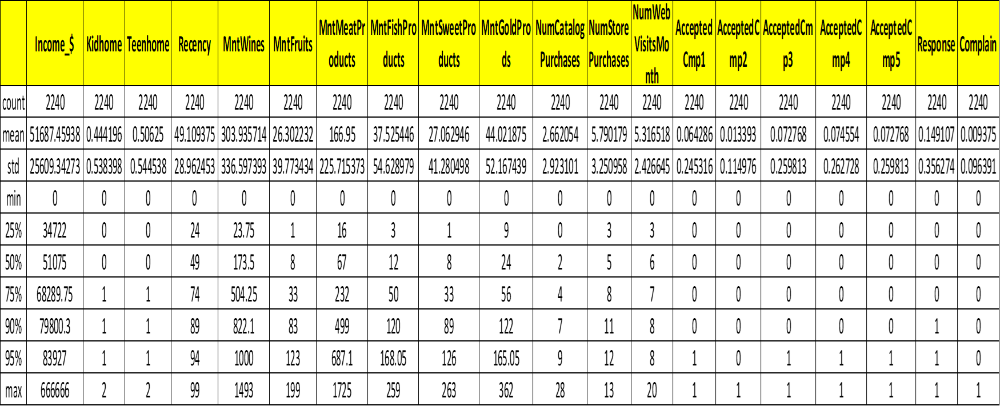 Income_$ Kidhome Teenhome Recency MntWines MntFruits MntMeatProducts MntFishProducts MntSweetProducts MntGoldProds NumCatalogPurchases NumStorePurchases NumWebVisitsMonth AcceptedCmp1 AcceptedCmp2 AcceptedCmp3 AcceptedCmp4 AcceptedCmp5 Response Complain
count 2240 2240 2240 2240 2240 2240 2240 2240 2240 2240 2240 2240 2240 2240 2240 2240 2240 2240 2240 2240
mean 51687.45938 0.444196 0.50625 49.109375 303.935714 26.302232 166.95 37.525446 27.062946 44.021875 2.662054 5.790179 5.316518 0.064286 0.013393 0.072768 0.074554 0.072768 0.149107 0.009375
std 25609.34273 0.538398 0.544538 28.962453 336.597393 39.773434 225.715373 54.628979 41.280498 52.167439 2.923101 3.250958 2.426645 0.245316 0.114976 0.259813 0.262728 0.259813 0.356274 0.096391
min 0 0 0 0 0 0 0 0 0 0 0 0 0 0 0 0 0 0 0 0
25% 34722 0 0 24 23.75 1 16 3 1 9 0 3 3 0 0 0 0 0 0 0
50% 51075 0 0 49 173.5 8 67 12 8 24 2 5 6 0 0 0 0 0 0 0
75% 68289.75 1 1 74 504.25 33 232 50 33 56 4 8 7 0 0 0 0 0 0 0
90% 79800.3 1 1 89 822.1 83 499 120 89 122 7 11 8 0 0 0 0 0 1 0
95% 83927 1 1 94 1000 123 687.1 168.05 126 165.05 9 12 8 1 0 1 1 1 1 0
max 666666 2 2 99 1493 199 1725 259 263 362 28 13 20 1 1 1 1 1 1 1